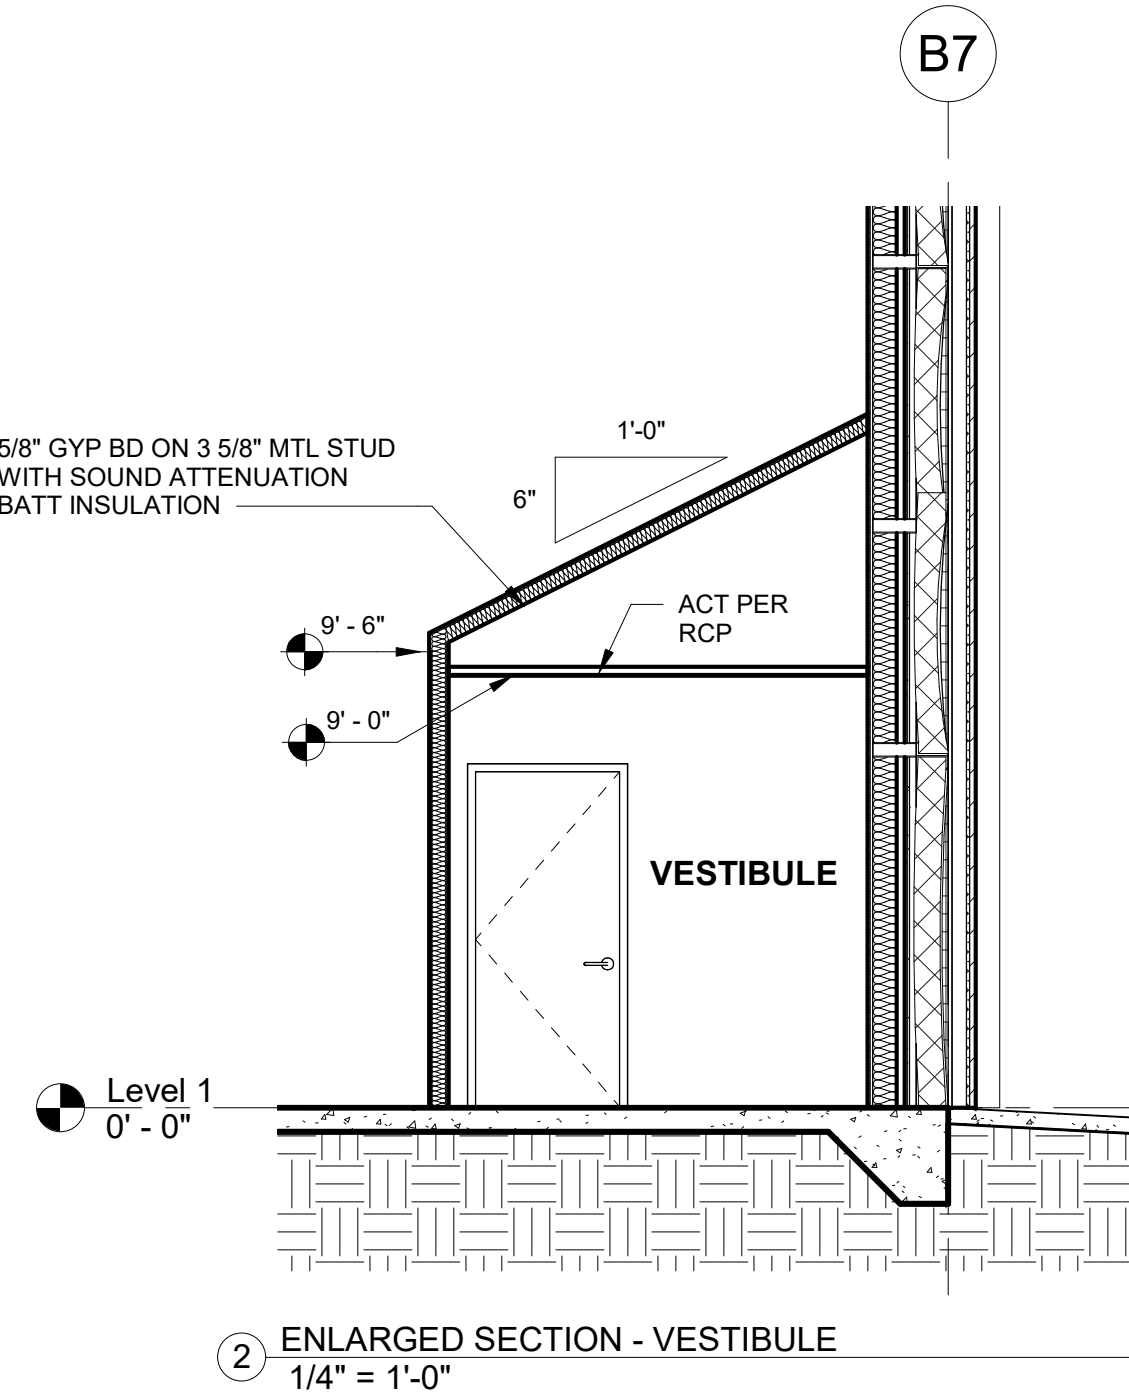 B7
1'-0"
6"
5/8" GYP BD ON 3 5/8" MTL STUD
WITH SOUND ATTENUATION
BATT INSULATION
ACT PER
RCP
9' - 6"
9' - 0"
VESTIBULE
Level 1
0' - 0"
2
ENLARGED SECTION - VESTIBULE
1/4" = 1'-0"